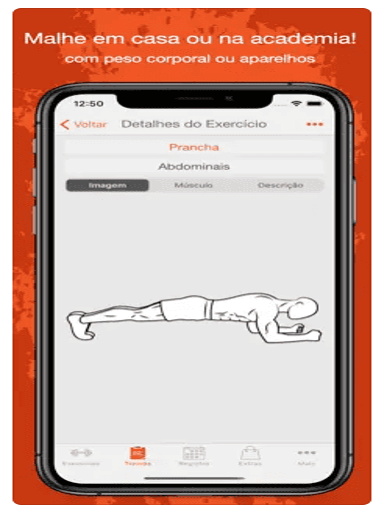 Malhe em casa ou na academia!
com peso corporal ou aparelhos
12:50
Voltar Detalhes do Exercício
Prancha
Abdominais
Imagem Músculo Descrição
Exercícios Treinos Registos Extras Mais